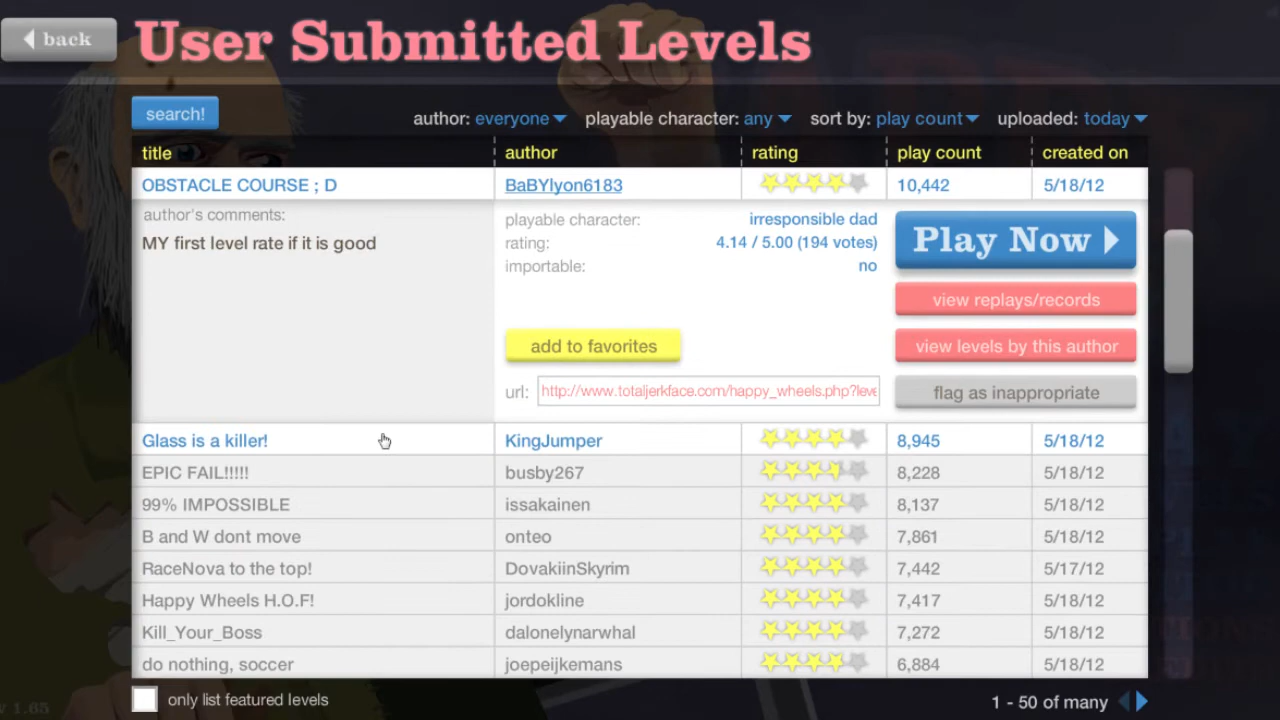 back
User Submitted Levels
search!
author: everyone playable character: any sort by: play count uploaded: today
title author rating play count created on
OBSTACLE COURSE ; D BaBYlyon6183 10,442 5/18/12
author's comments:
MY first level rate if it is good
playable character: irresponsible dad
rating: 4.14 / 5.00 (194 votes)
importable: no
Play Now
view replays/records
add to favorites
view levels by this author
url: http://www.totaljerkface.com/happy_wheels.php?leve
flag as inappropriate
Glass is a killer! KingJumper 8,945 5/18/12
EPIC FAIL!!!!! busby267 8,228 5/18/12
99% IMPOSSIBLE issakainen 8,137 5/18/12
B and W dont move onteo 7,861 5/18/12
RaceNova to the top! DovakiinSkyrim 7,442 5/17/12
Happy Wheels H.O.F! jordokline 7,417 5/18/12
Kill_Your_Boss dalonelynarwhal 7,272 5/18/12
do nothing, soccer joepeijkemans 6,884 5/18/12
only list featured levels
1 - 50 of many
1.65